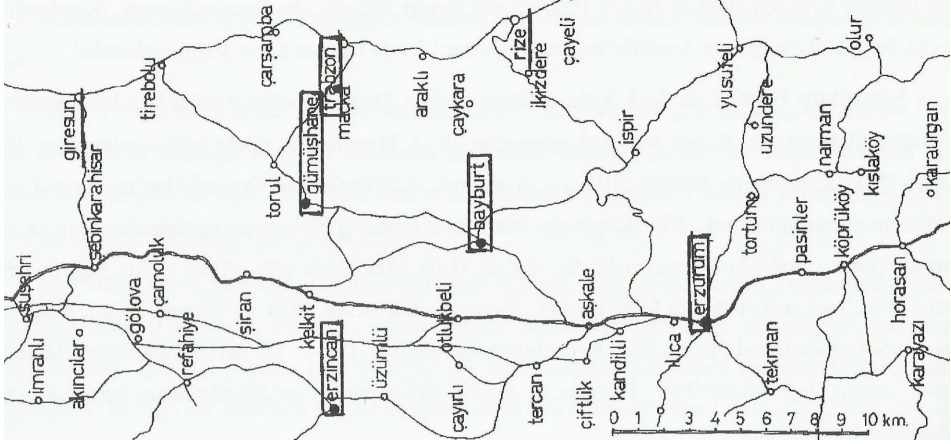 giresun
tirebolu
çarşamba
trabzon
maçka
araklı
çaykara
rize
ikizdere
çayeli
yusufeli
olur
şebinkarahisar
torul
gümüşhane
bayburt
ispir
uzundere
narman
kışlaköy
karaurgan
suşehri
gölova
çamoluk
şiran
kelkit
otlukbeli
aşkale
erzurum
tortum
pasinler
köprüköy
horasan
imranlı
akıncılar
refahiye
erzincan
üzümlü
çayırlı
tercan
çiftlik
kandilli
ılıca
tekman
karayazı
0 1 2 3 4 5 6 7 8 9 10 km.